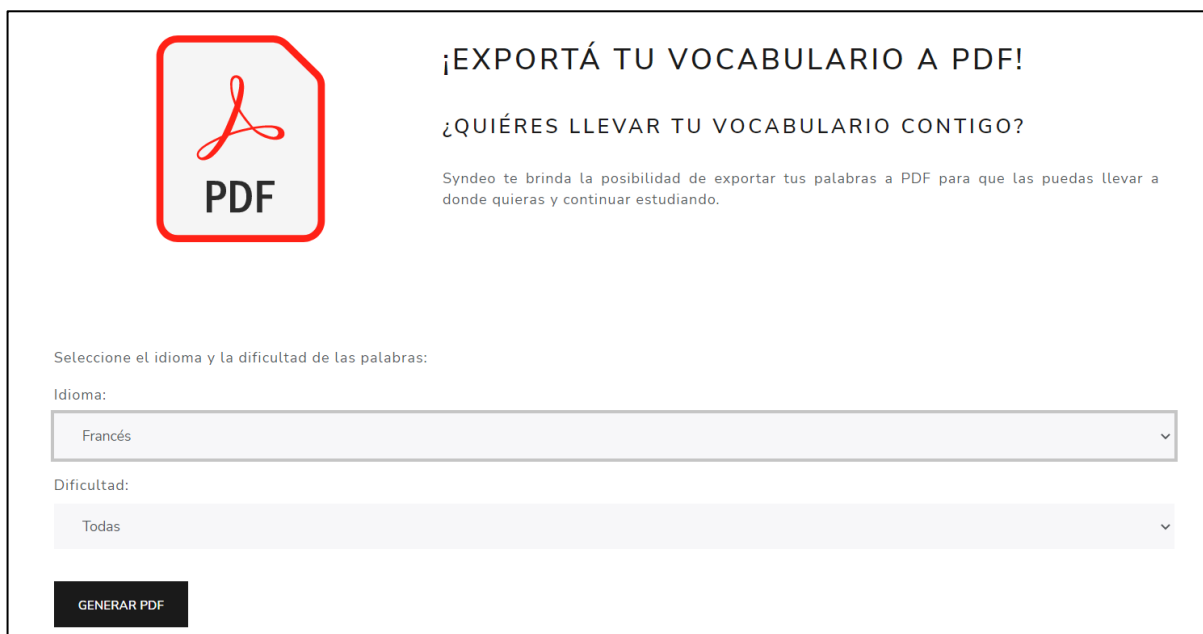 PDF
¡EXPORTÁ TU VOCABULARIO A PDF!
¿QUIÉRES LLEVAR TU VOCABULARIO CONTIGO?
Syndeo te brinda la posibilidad de exportar tus palabras a PDF para que las puedas llevar a
donde quieras y continuar estudiando.
Seleccione el idioma y la dificultad de las palabras:
Idioma:
Francés
Dificultad:
Todas
GENERAR PDF